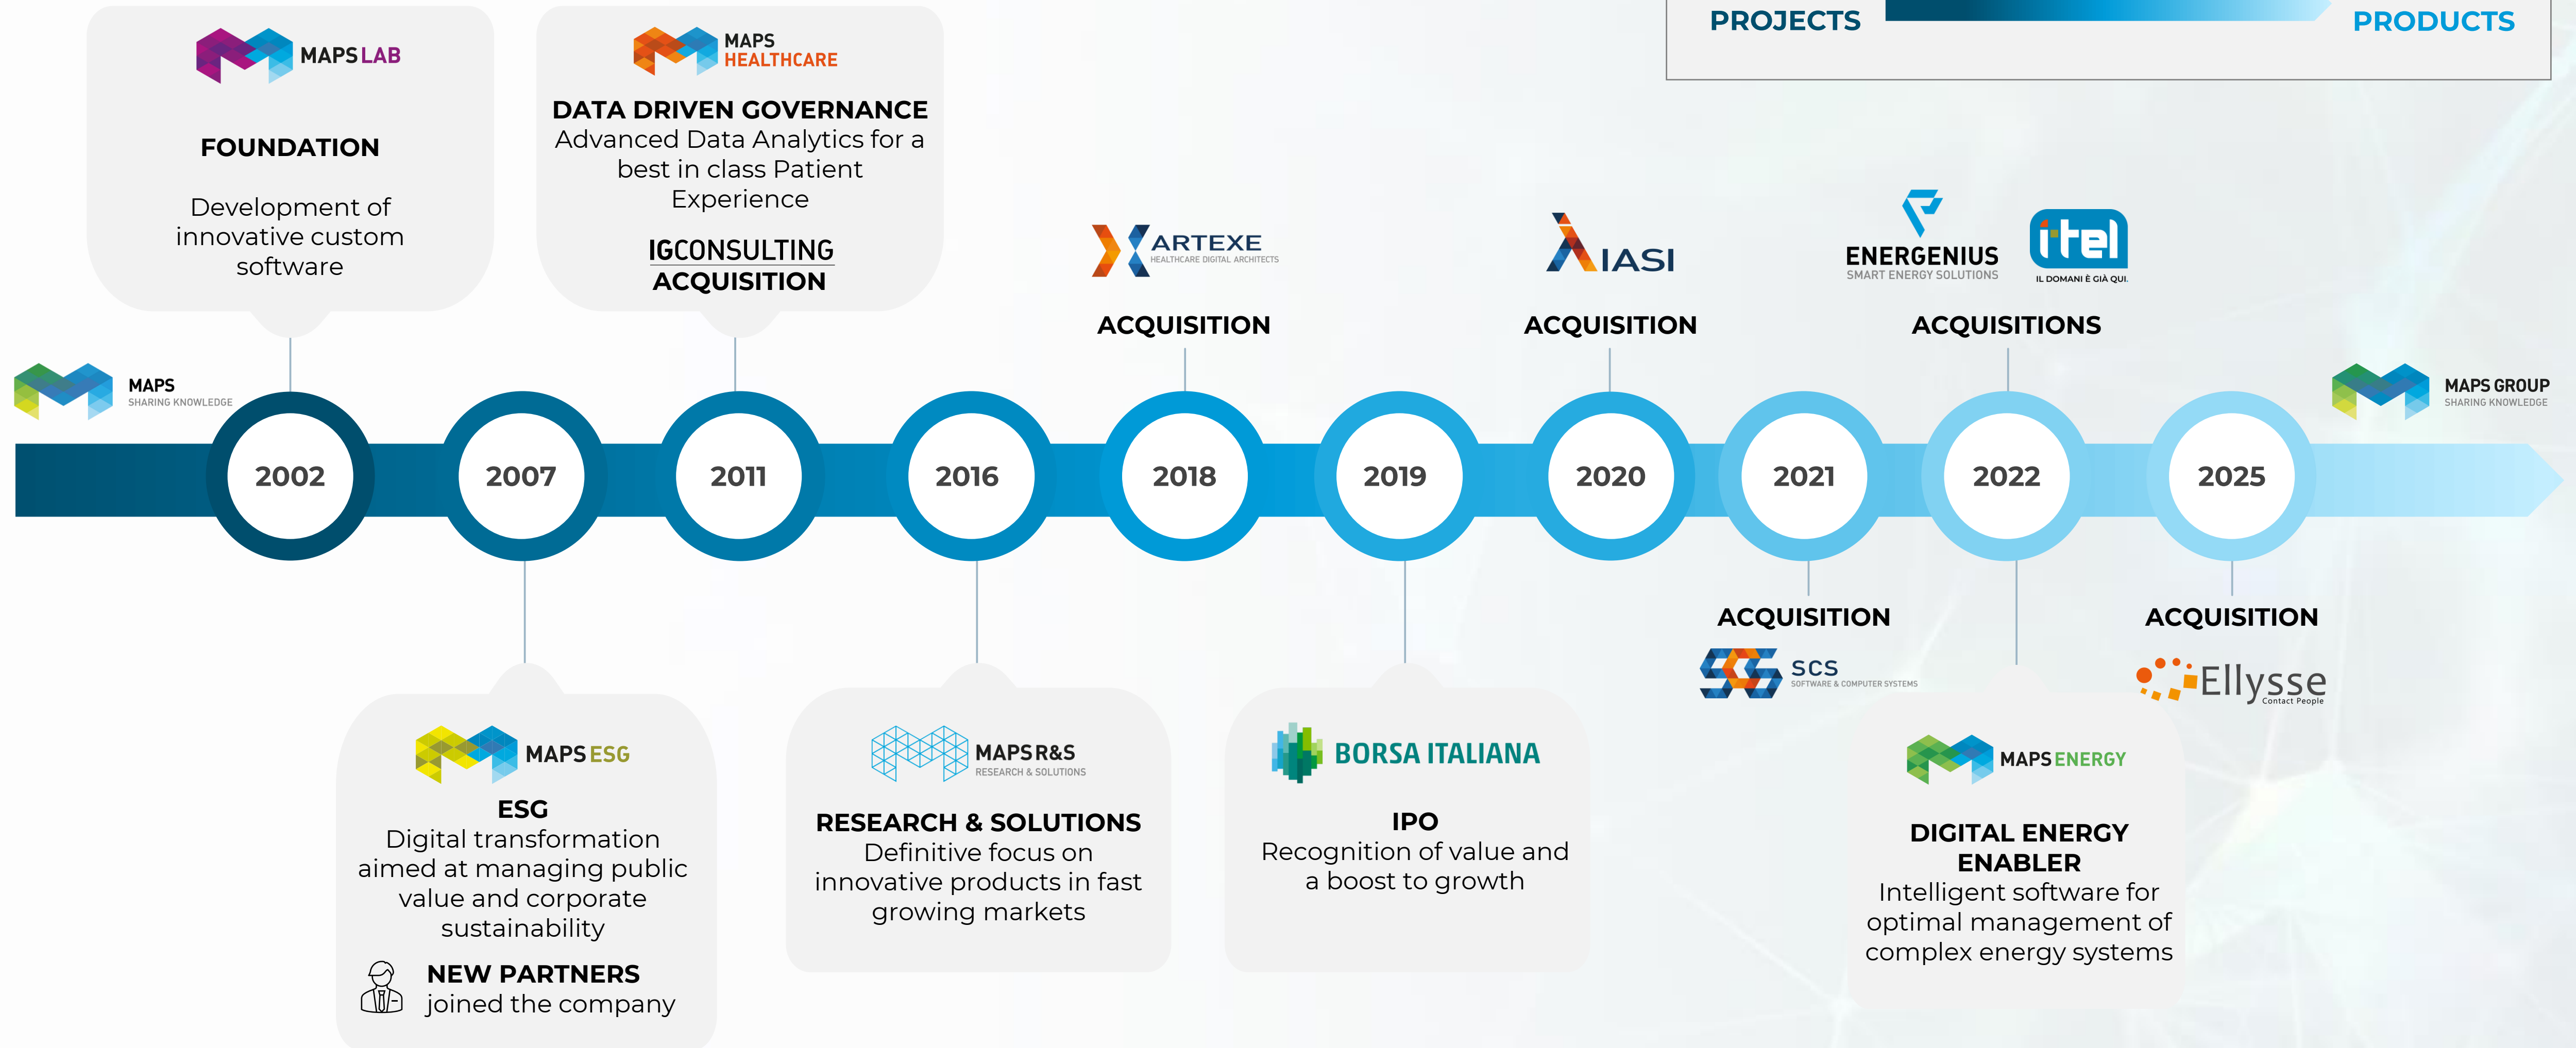 PROJECTS
PRODUCTS
MAPS LAB
FOUNDATION
Development of
innovative custom
software
MAPS
HEALTHCARE
DATA DRIVEN GOVERNANCE
Advanced Data Analytics for a
best in class Patient
Experience
IGCONSULTING
ACQUISITION
ARTEXE
HEALTHCARE DIGITAL ARCHITECTS
ACQUISITION
IASI
ACQUISITION
ENERGENIUS
SMART ENERGY SOLUTIONS
i-tel
IL DOMANI È GIÀ QUI.
ACQUISITIONS
MAPS
SHARING KNOWLEDGE
MAPS GROUP
SHARING KNOWLEDGE
2002
2007
2011
2016
2018
2019
2020
2021
2022
2025
MAPS ESG
ESG
Digital transformation
aimed at managing public
value and corporate
sustainability
NEW PARTNERS
joined the company
MAPS R&S
RESEARCH & SOLUTIONS
RESEARCH & SOLUTIONS
Definitive focus on
innovative products in fast
growing markets
BORSA ITALIANA
IPO
Recognition of value and
a boost to growth
ACQUISITION
SCS
SCS
SOFTWARE & COMPUTER SYSTEMS
MAPS ENERGY
DIGITAL ENERGY
ENABLER
Intelligent software for
optimal management of
complex energy systems
ACQUISITION
Ellysse
Contact People